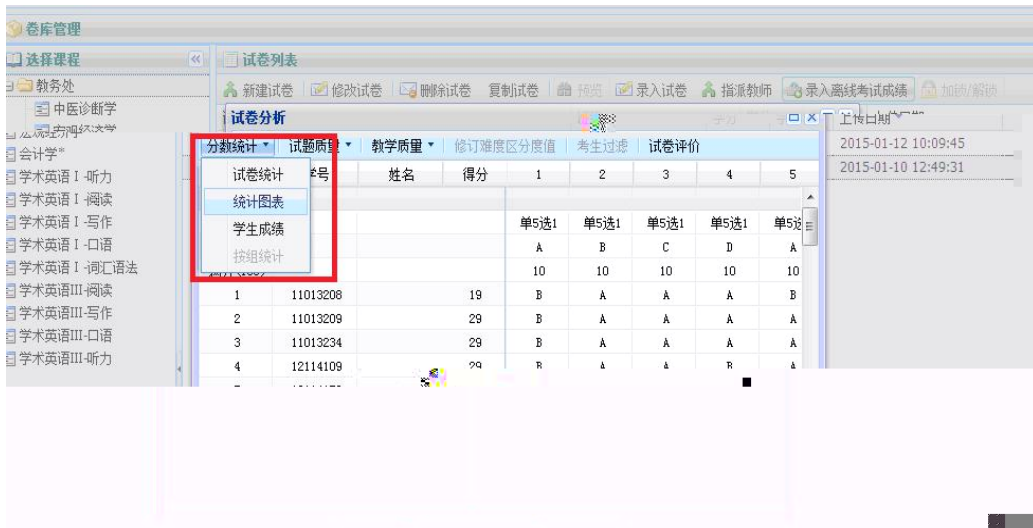 卷库管理
选择课程
试卷列表
教务处
新建试卷 修改试卷 删除试卷 复制试卷 预览 录入试卷 指派教师 录入离线考试成绩 加锁/解锁
中医诊断学
试卷分析
上传日期
会计学*
分数统计 试题质量 教学质量 修订难度区分度值 考生过滤 试卷评价
2015-01-12 10:09:45
学术英语 I -听力
试卷统计 学号 姓名 得分 1 2 3 4 5
2015-01-10 12:49:31
学术英语 I -阅读
统计图表
学术英语 I -写作
学生成绩 单5选1 单5选1 单5选1 单5选1 单5选
学术英语 I -口语
按组统计 A B C D A
学术英语 I -词汇语法
10 10 10 10 10
学术英语III-阅读
1 11013208 19 B A A A B
学术英语III-写作
2 11013209 29 B A A A A
学术英语III-口语
3 11013234 29 B A A A A
学术英语III-听力
4 12114109 29 B A A B A